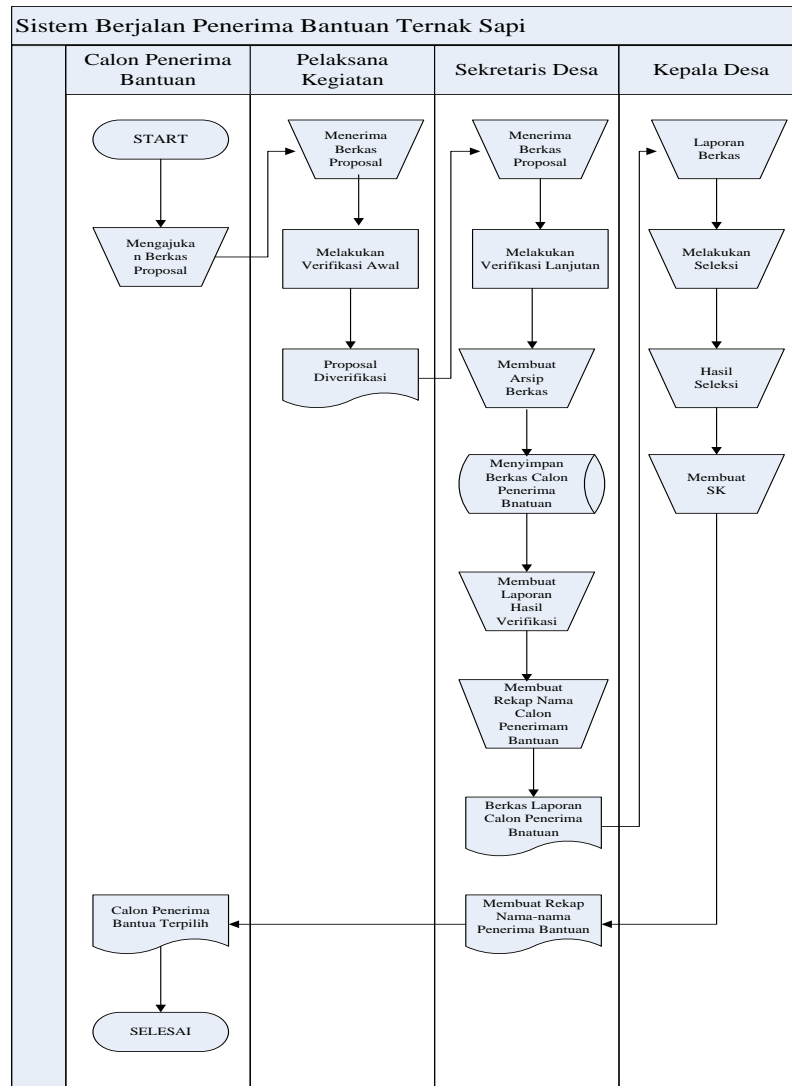 Sistem Berjalan Penerima Bantuan Ternak Sapi
Calon Penerima
Bantuan
Pelaksana
Kegiatan
Sekretaris Desa
Kepala Desa
START
Mengajuka
n Berkas
Proposal
Menerima
Berkas
Proposal
Melakukan
Verifikasi Awal
Proposal
Diverifikasi
Menerima
Berkas
Proposal
Melakukan
Verifikasi Lanjutan
Membuat
Arsip
Berkas
Menyimpan
Berkas Calon
Penerima
Bnatuan
Membuat
Laporan
Hasil
Verifikasi
Membuat
Rekap Nama
Calon
Penerimam
Bantuan
Berkas Laporan
Calon Penerima
Bnatuan
Laporan
Berkas
Melakukan
Seleksi
Hasil
Seleksi
Membuat
SK
Membuat Rekap
Nama-nama
Penerima Bantuan
Calon Penerima
Bantua Terpilih
SELESAI